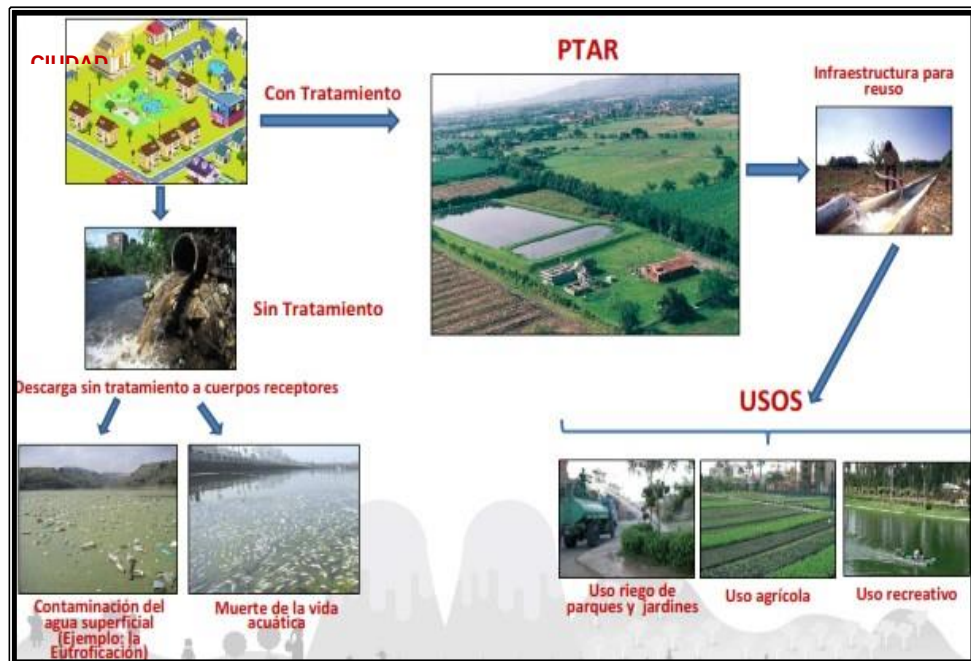 CIUDAD
PTAR
Con Tratamiento
Infraestructura para
reuso
Sin Tratamiento
Descarga sin tratamiento a cuerpos receptores
USOS
Contaminación del
agua superficial
(Ejemplo: la
Eutroficación)
Muerte de la vida
acuática
Uso riego de
parques y jardines
Uso agrícola
Uso recreativo